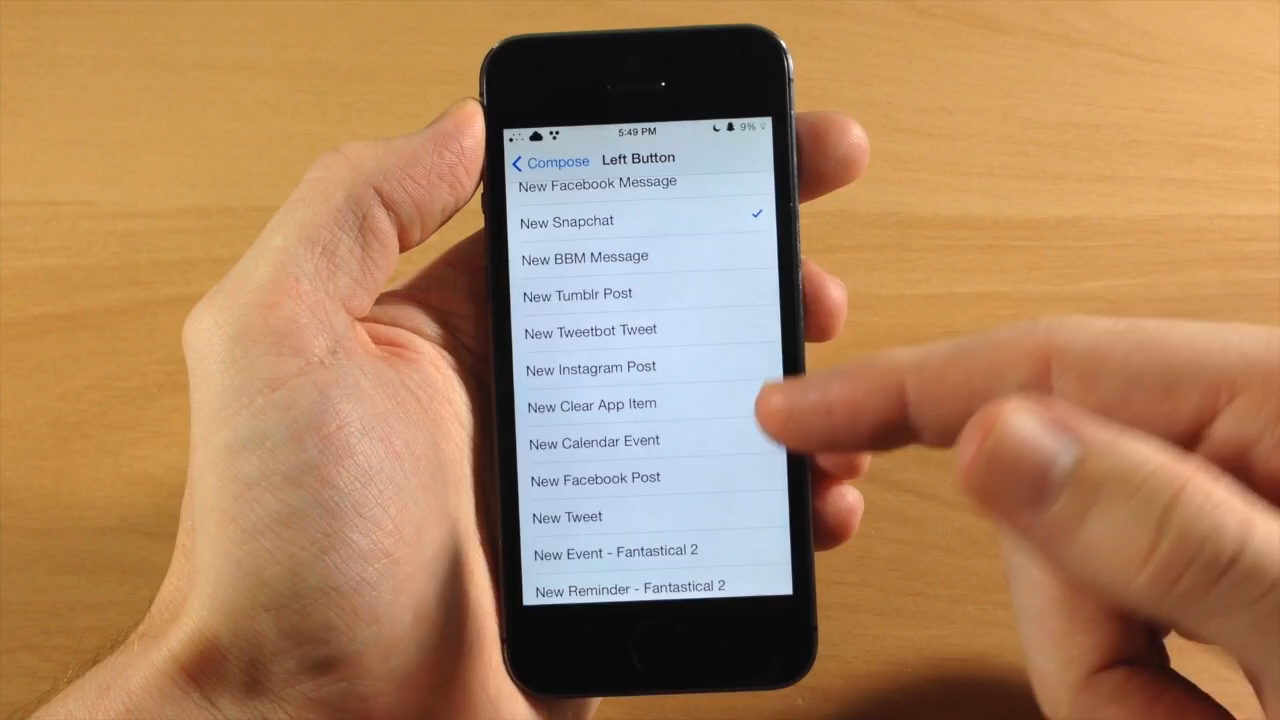 5:49 PM
9%
Compose
Left Button
New Facebook Message
New Snapchat
New BBM Message
New Tumblr Post
New Tweetbot Tweet
New Instagram Post
New Clear App Item
New Calendar Event
New Facebook Post
New Tweet
New Event - Fantastical 2
New Reminder - Fantastical 2